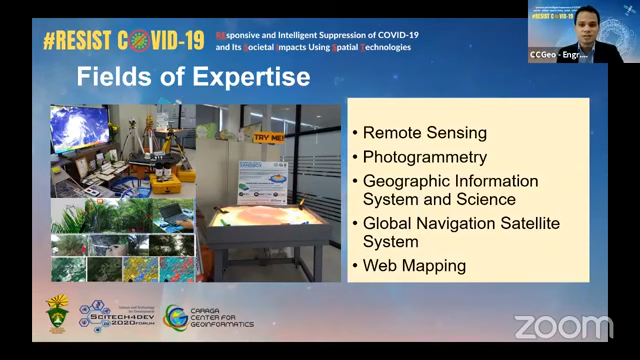 #RESIST COVID-19
REsponsive and Intelligent Suppression of COVID-19
and Its Societal Impacts Using Spatial Technologies
CCGeo - Engr...
Fields of Expertise
TRY ME!
SANDBOX
• Remote Sensing
• Photogrammetry
• Geographic Information
System and Science
• Global Navigation Satellite
System
• Web Mapping
SCITECH4DEV
2020 FORUM
CARAGA
CENTER FOR
GEOINFORMATICS
zoom